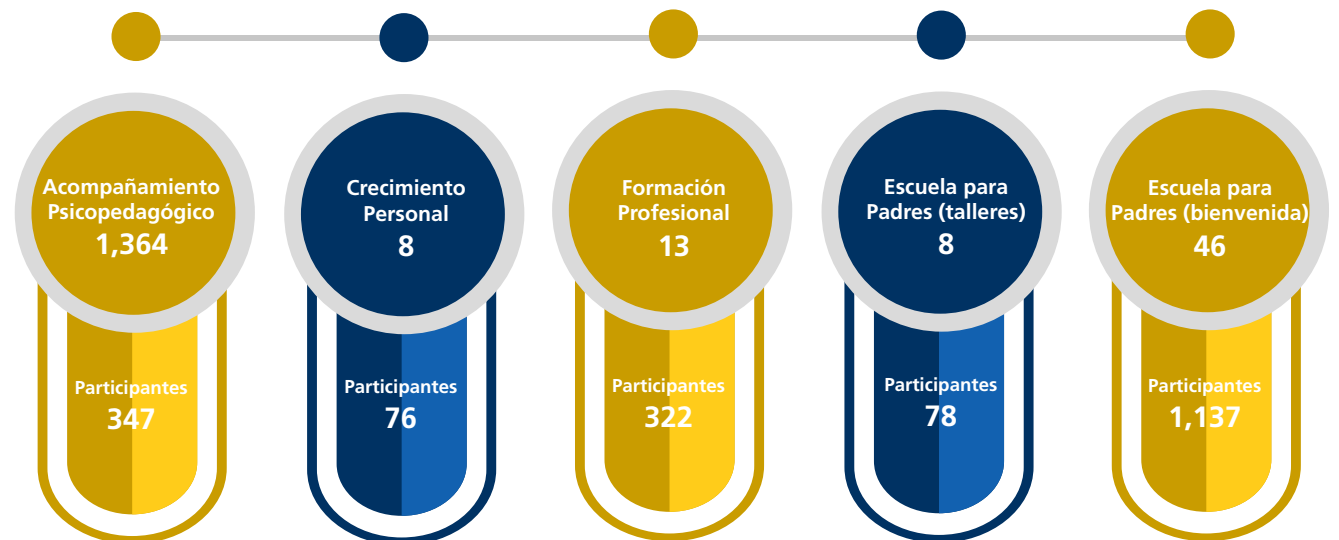 Acompañamiento
Psicopedagógico
1,364
Participantes
347
Crecimiento
Personal
8
Participantes
76
Formación
Profesional
13
Participantes
322
Escuela para
Padres (talleres)
8
Participantes
78
Escuela para
Padres (bienvenida)
46
Participantes
1,137